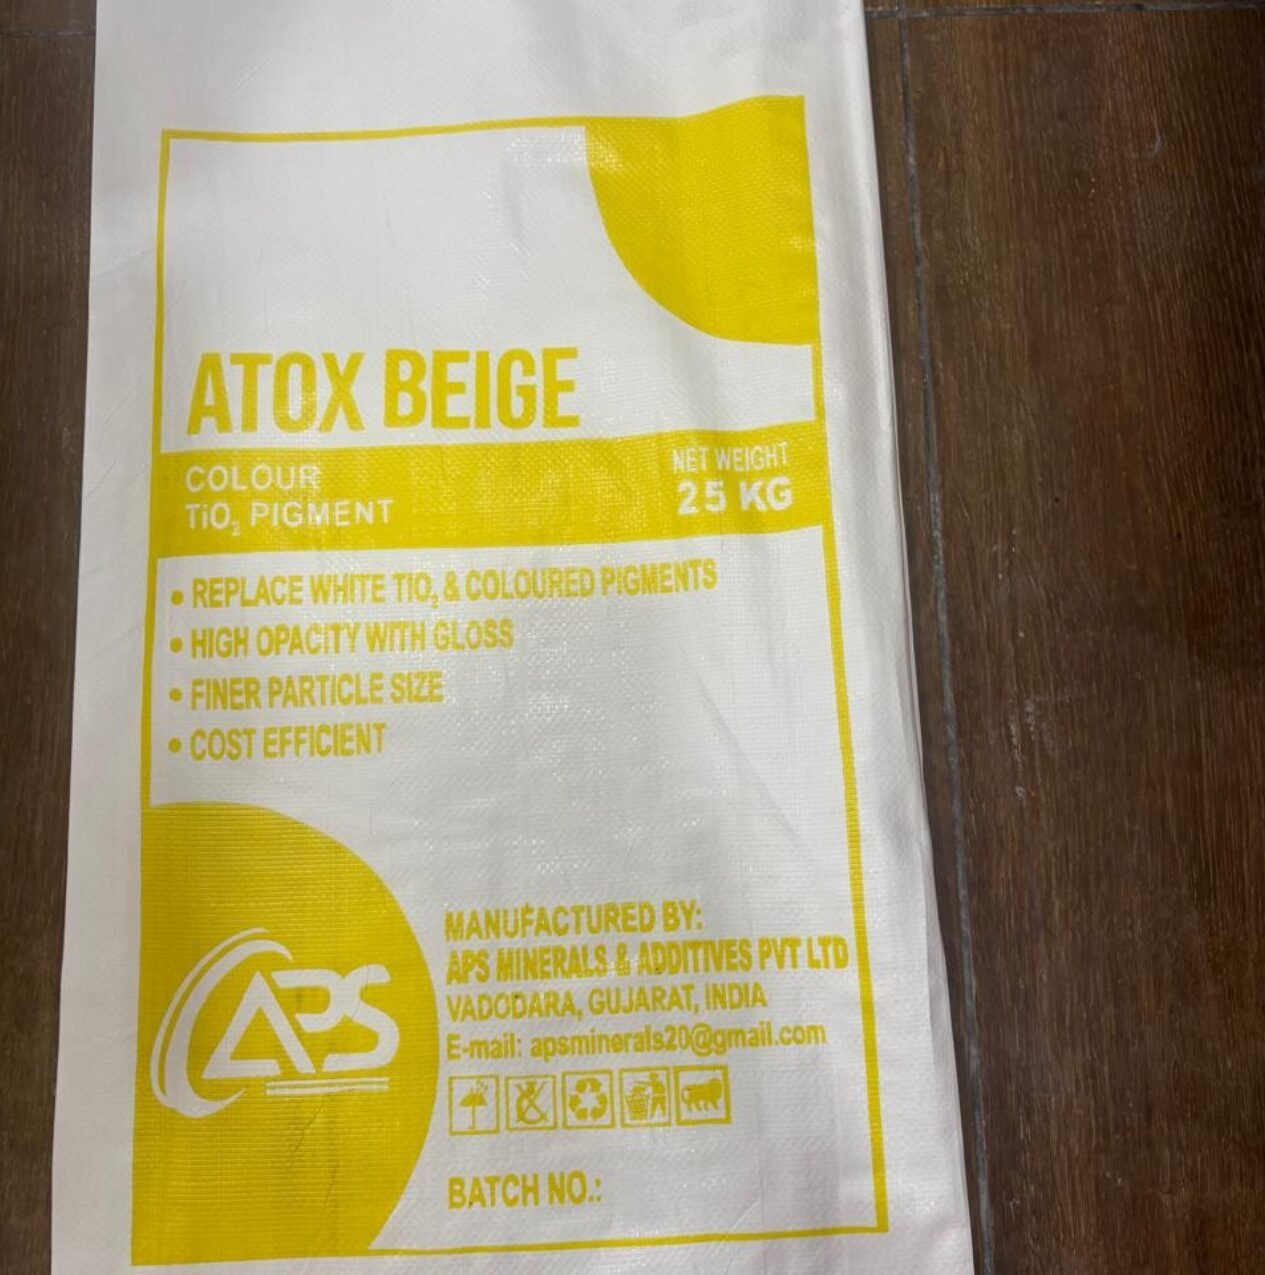 ATOX BEIGE
COLOUR
TiO₂ PIGMENT
NET WEIGHT
25 KG
• REPLACE WHITE TIO₂ & COLOURED PIGMENTS
• HIGH OPACITY WITH GLOSS
• FINER PARTICLE SIZE
• COST EFFICIENT
APS
MANUFACTURED BY:
APS MINERALS & ADDITIVES PVT LTD
VADODARA, GUJARAT, INDIA
E-mail: apsminerals20@gmail.com
BATCH NO.: